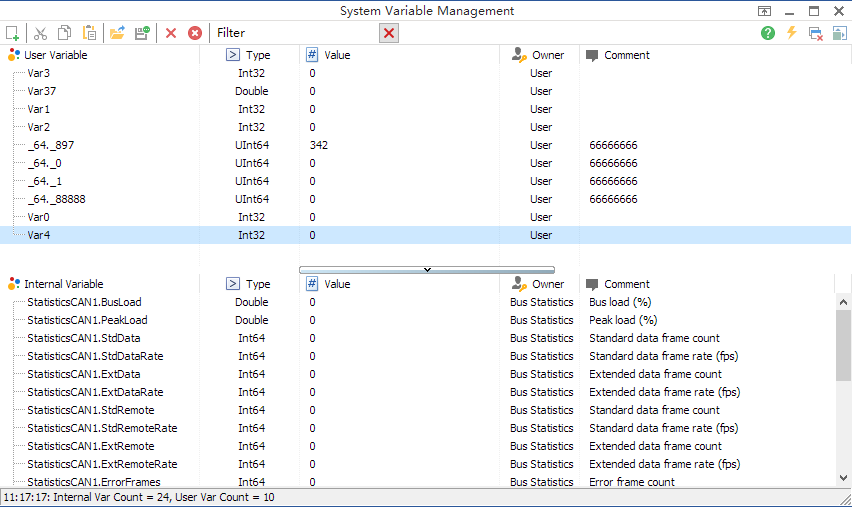 System Variable Management
Filter
User Variable Type # Value Owner Comment
Var3 Int32 0 User
Var37 Double 0 User
Var1 Int32 0 User
Var2 Int32 0 User
_64._897 UInt64 342 User 66666666
_64._0 UInt64 0 User 66666666
_64._1 UInt64 0 User 66666666
_64._88888 UInt64 0 User 66666666
Var0 Int32 0 User
Var4 Int32 0 User
Internal Variable Type # Value Owner Comment
StatisticsCAN1.BusLoad Double 0 Bus Statistics Bus load (%)
StatisticsCAN1.PeakLoad Double 0 Bus Statistics Peak load (%)
StatisticsCAN1.StdData Int64 0 Bus Statistics Standard data frame count
StatisticsCAN1.StdDataRate Int64 0 Bus Statistics Standard data frame rate (fps)
StatisticsCAN1.ExtData Int64 0 Bus Statistics Extended data frame count
StatisticsCAN1.ExtDataRate Int64 0 Bus Statistics Extended data frame rate (fps)
StatisticsCAN1.StdRemote Int64 0 Bus Statistics Standard data frame count
StatisticsCAN1.StdRemoteRate Int64 0 Bus Statistics Standard data frame rate (fps)
StatisticsCAN1.ExtRemote Int64 0 Bus Statistics Extended data frame count
StatisticsCAN1.ExtRemoteRate Int64 0 Bus Statistics Extended data frame rate (fps)
StatisticsCAN1.ErrorFrames Int64 0 Bus Statistics Error frame count
11:17:17: Internal Var Count = 24, User Var Count = 10